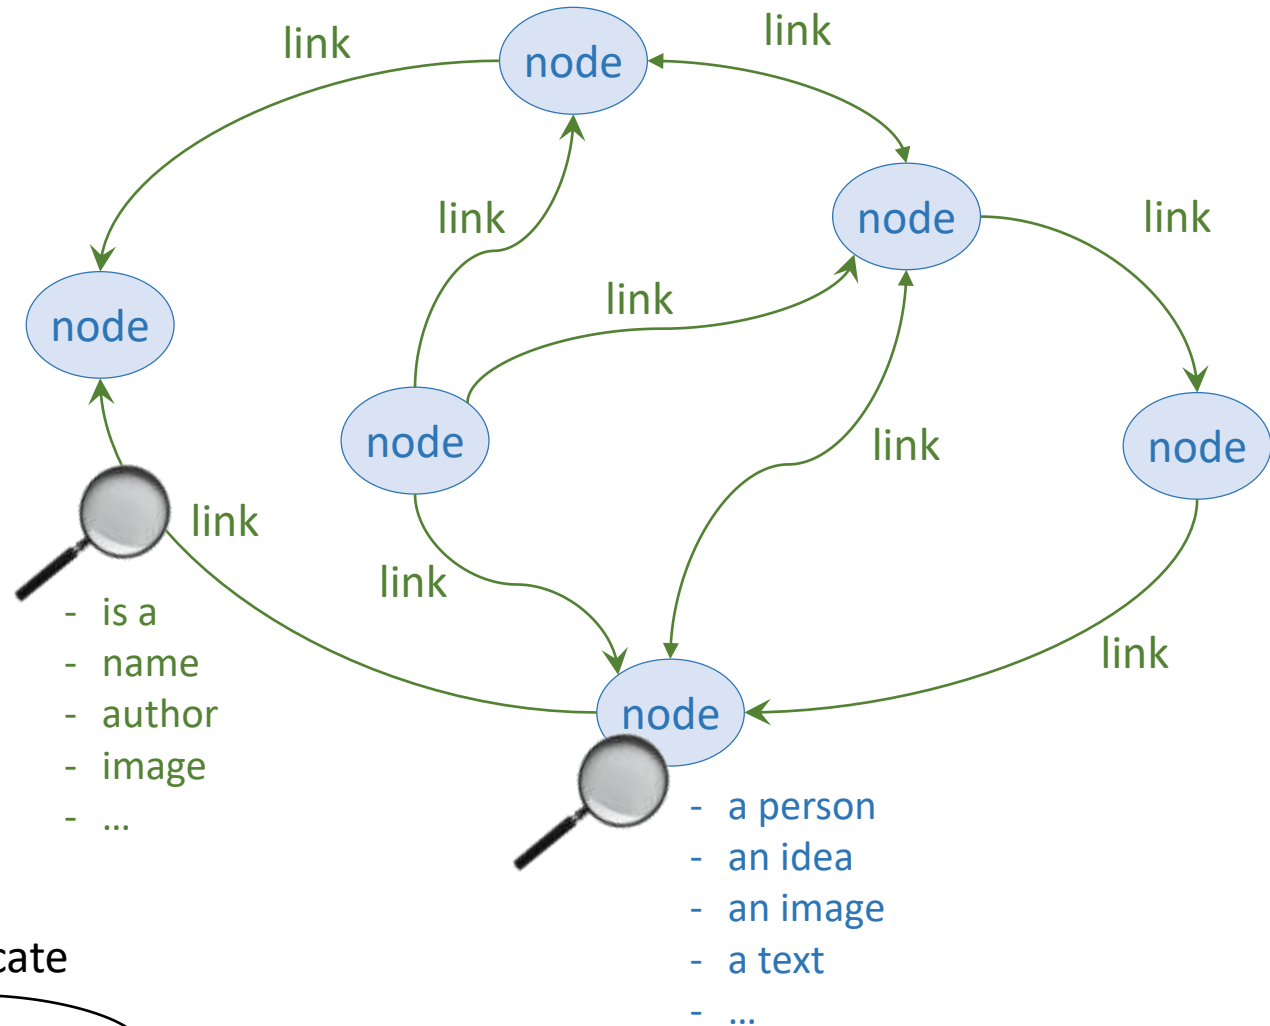 link
link
node
link
node
link
link
node
node
node
link
link
link
link
node
- is a
- name
- author
- image
- ...
- a person
- an idea
- an image
- a text
- ...
cate